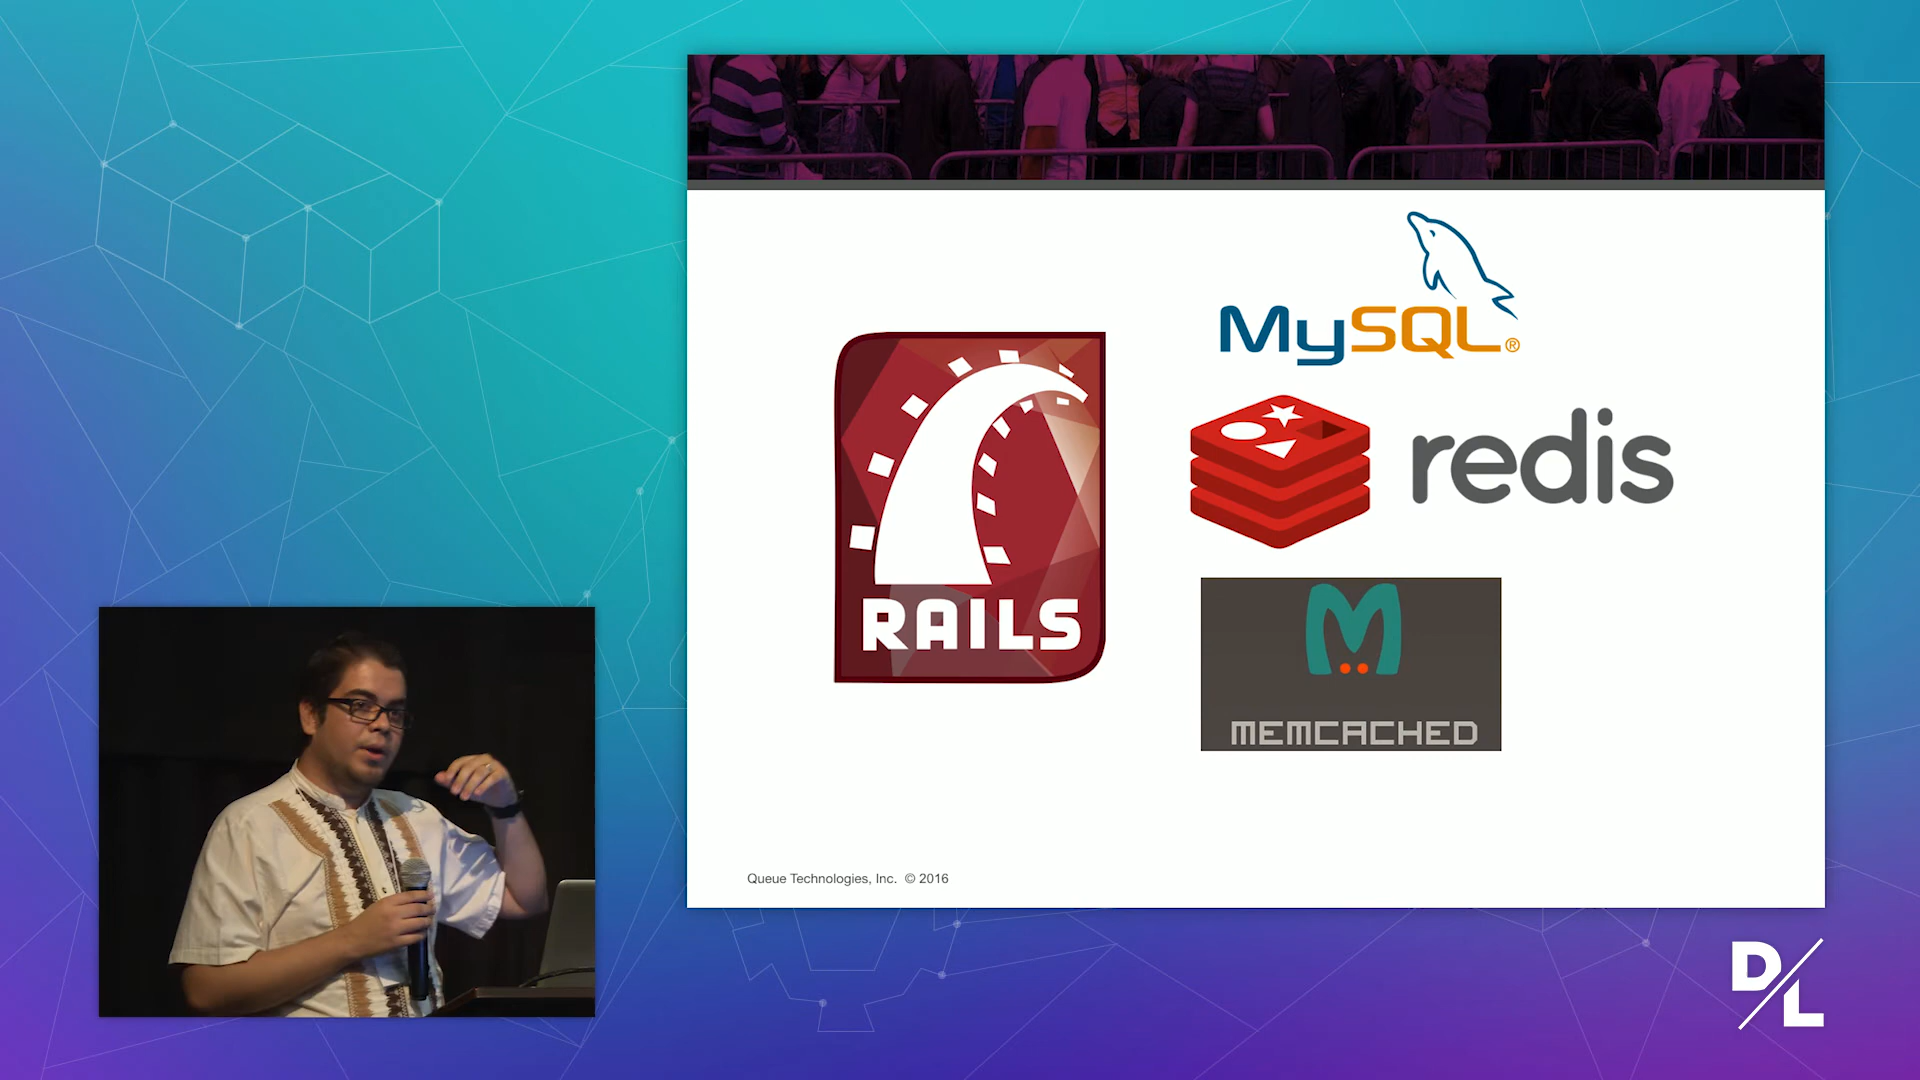 MySQL®
redis
RAILS
MEMCACHED
Queue Technologies, Inc. © 2016
D/L